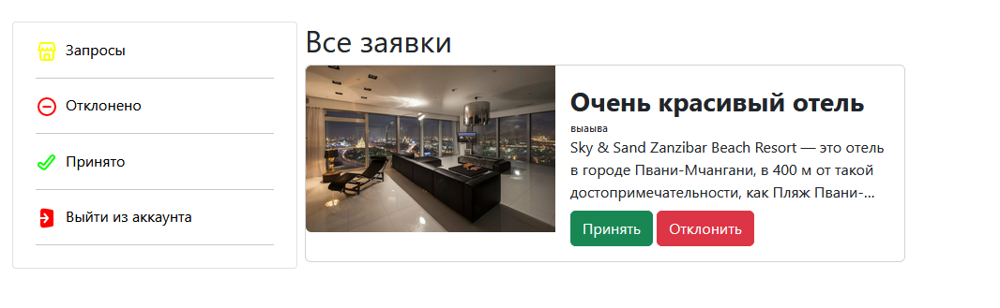 Запросы
Отклонено
Принято
Выйти из аккаунта
Все заявки
Очень красивый отель
выаыва
Sky & Sand Zanzibar Beach Resort — это отель
в городе Пвани-Мчангани, в 400 м от такой
достопримечательности, как Пляж Пвани-...
Принять Отклонить